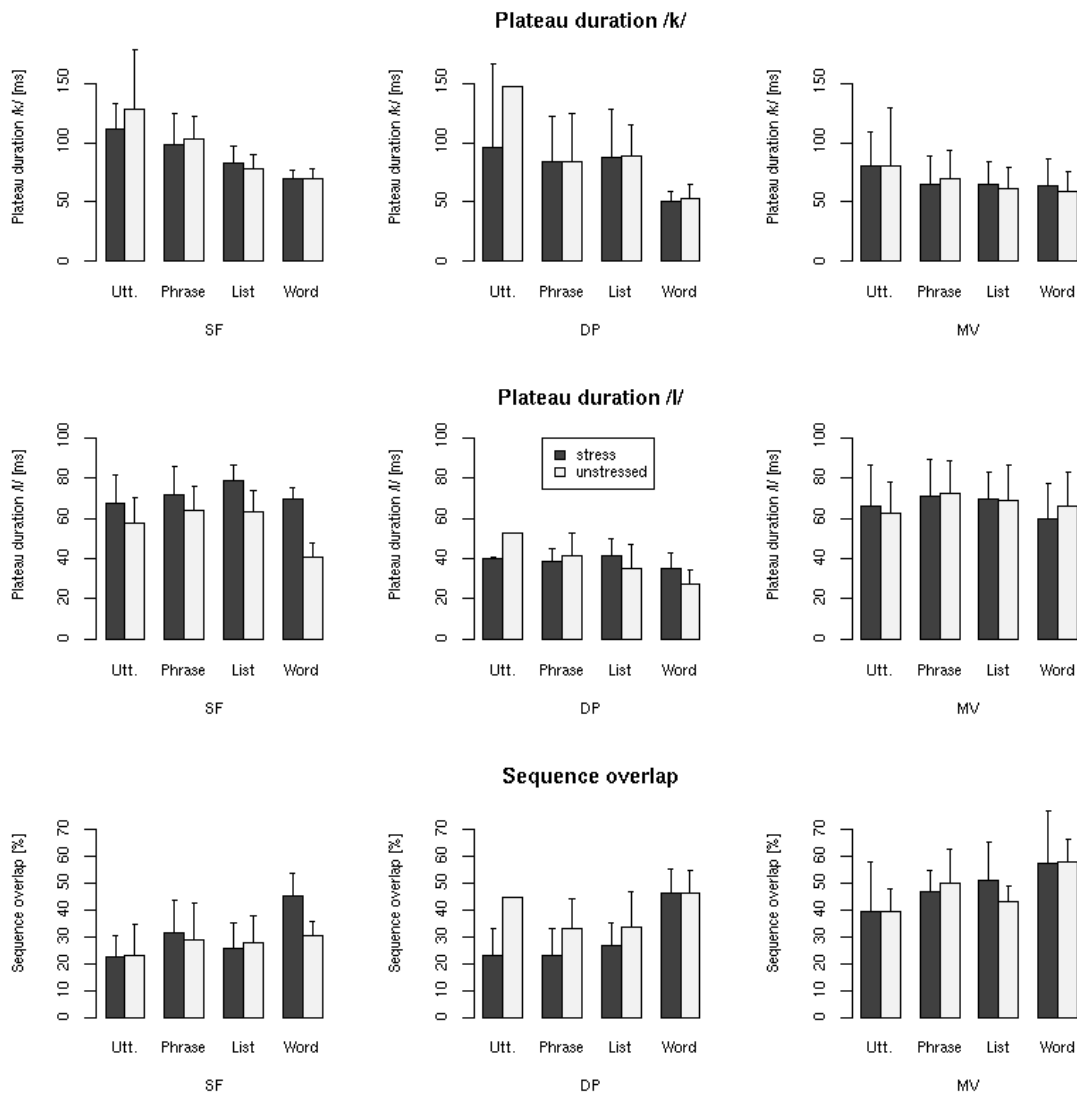 Plateau duration /k/
Plateau duration /k/ [ms]
0 50 100 150
Utt. Phrase List Word
SF
Plateau duration /k/ [ms]
0 50 100 150
Utt. Phrase List Word
DP
Plateau duration /k/ [ms]
0 50 100 150
Utt. Phrase List Word
MV
Plateau duration /l/
Plateau duration /l/ [ms]
0 20 40 60 80 100
Utt. Phrase List Word
SF
Plateau duration /l/ [ms]
0 20 40 60 80 100
stress
unstressed
Utt. Phrase List Word
DP
Plateau duration /l/ [ms]
0 20 40 60 80 100
Utt. Phrase List Word
MV
Sequence overlap
Sequence overlap [%]
0 10 20 30 40 50 60 70
Utt. Phrase List Word
SF
Sequence overlap [%]
0 10 20 30 40 50 60 70
Utt. Phrase List Word
DP
Sequence overlap [%]
0 10 20 30 40 50 60 70
Utt. Phrase List Word
MV